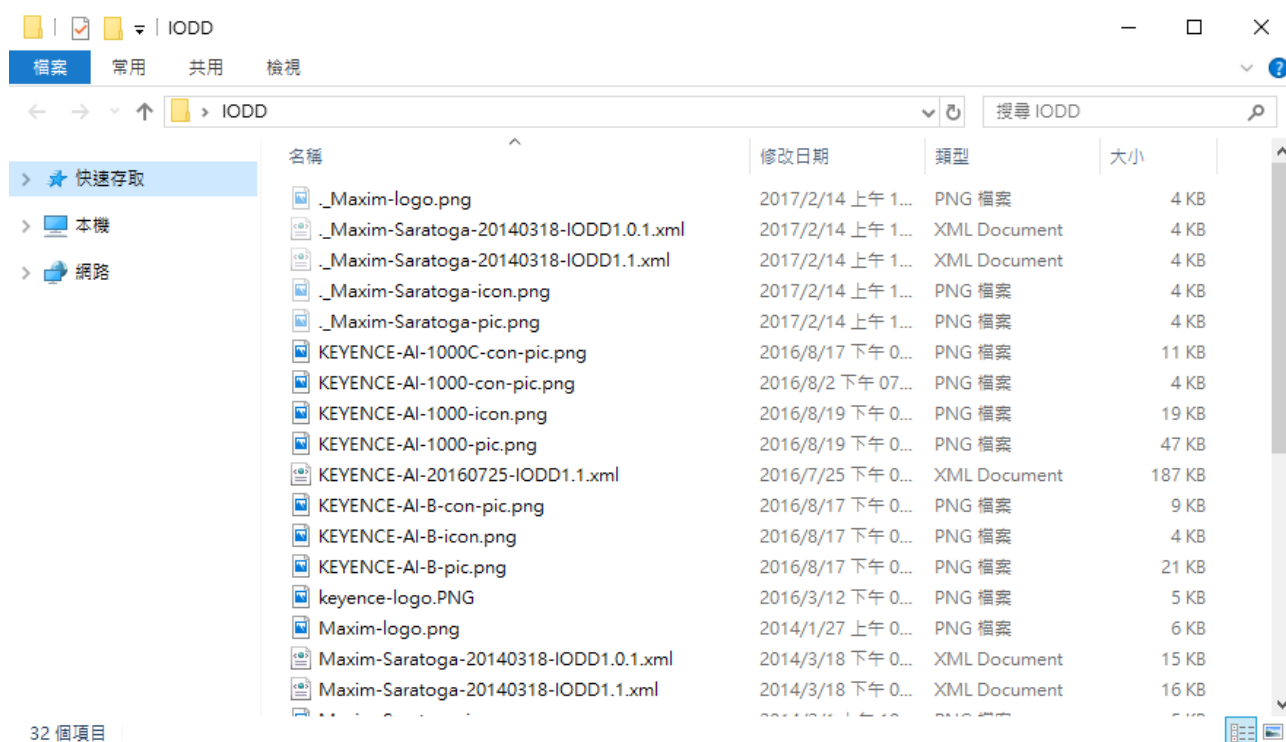 IODD
檔案 常用 共用 檢視
IODD 搜尋 IODD
名稱 修改日期 類型 大小
快速存取
本機
網路
._Maxim-logo.png 2017/2/14 上午 1... PNG 檔案 4 KB
._Maxim-Saratoga-20140318-IODD1.0.1.xml 2017/2/14 上午 1... XML Document 4 KB
._Maxim-Saratoga-20140318-IODD1.1.xml 2017/2/14 上午 1... XML Document 4 KB
._Maxim-Saratoga-icon.png 2017/2/14 上午 1... PNG 檔案 4 KB
._Maxim-Saratoga-pic.png 2017/2/14 上午 1... PNG 檔案 4 KB
KEYENCE-AI-1000C-con-pic.png 2016/8/17 下午 0... PNG 檔案 11 KB
KEYENCE-AI-1000-con-pic.png 2016/8/2 下午 07... PNG 檔案 4 KB
KEYENCE-AI-1000-icon.png 2016/8/19 下午 0... PNG 檔案 19 KB
KEYENCE-AI-1000-pic.png 2016/8/19 下午 0... PNG 檔案 47 KB
KEYENCE-AI-20160725-IODD1.1.xml 2016/7/25 下午 0... XML Document 187 KB
KEYENCE-AI-B-con-pic.png 2016/8/17 下午 0... PNG 檔案 9 KB
KEYENCE-AI-B-icon.png 2016/8/17 下午 0... PNG 檔案 4 KB
KEYENCE-AI-B-pic.png 2016/8/17 下午 0... PNG 檔案 21 KB
keyence-logo.PNG 2016/3/12 下午 0... PNG 檔案 5 KB
Maxim-logo.png 2014/1/27 上午 0... PNG 檔案 6 KB
Maxim-Saratoga-20140318-IODD1.0.1.xml 2014/3/18 下午 0... XML Document 15 KB
Maxim-Saratoga-20140318-IODD1.1.xml 2014/3/18 下午 0... XML Document 16 KB
32 個項目